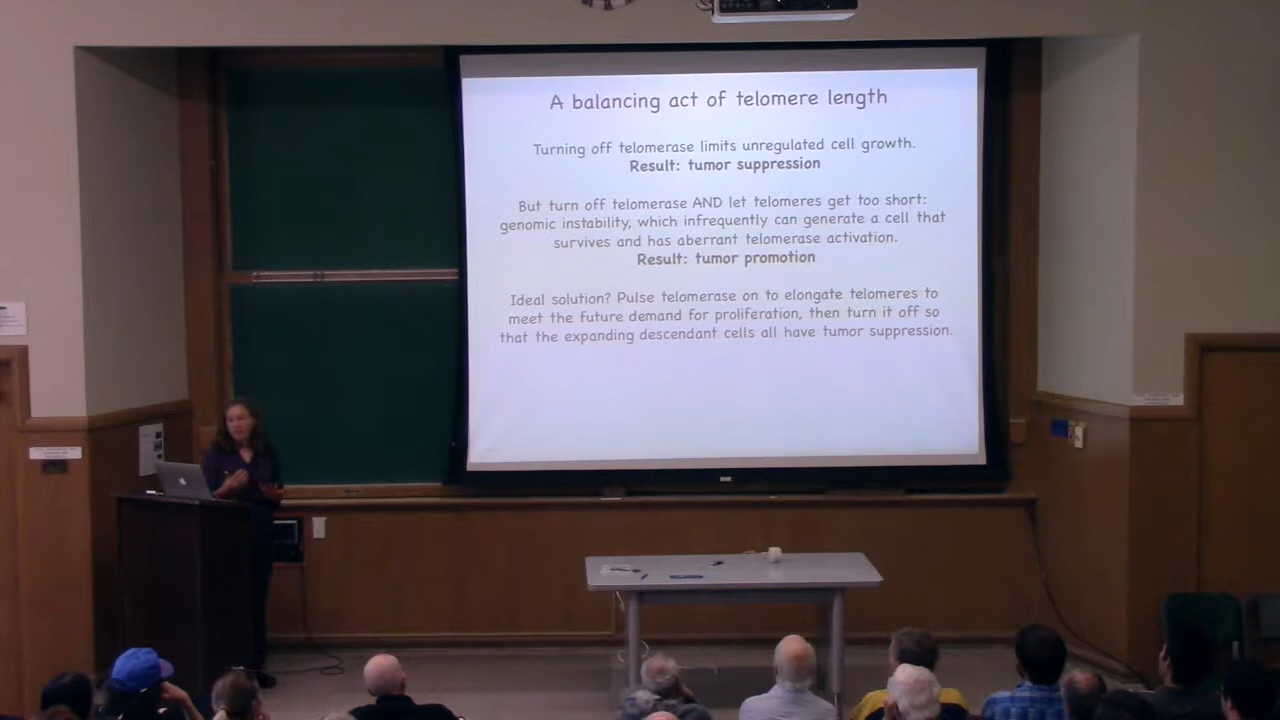 A balancing act of telomere length
Turning off telomerase limits unregulated cell growth.
Result: tumor suppression
But turn off telomerase AND let telomeres get too short:
genomic instability, which infrequently can generate a cell that
survives and has aberrant telomerase activation.
Result: tumor promotion
Ideal solution? Pulse telomerase on to elongate telomeres to
meet the future demand for proliferation, then turn it off so
that the expanding descendant cells all have tumor suppression.